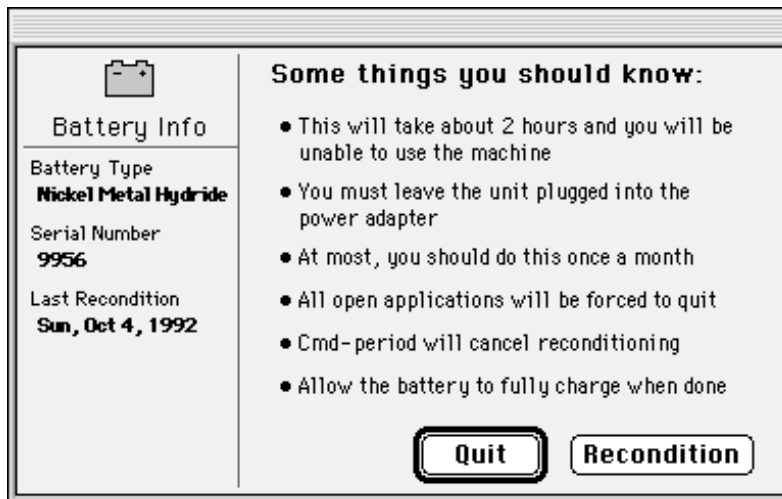 Battery Info
Battery Type
Nickel Metal Hydride
Serial Number
9956
Last Recondition
Sun, Oct 4, 1992
Some things you should know:
• This will take about 2 hours and you will be
unable to use the machine
• You must leave the unit plugged into the
power adapter
• At most, you should do this once a month
• All open applications will be forced to quit
• Cmd-period will cancel reconditioning
• Allow the battery to fully charge when done
Quit
Recondition